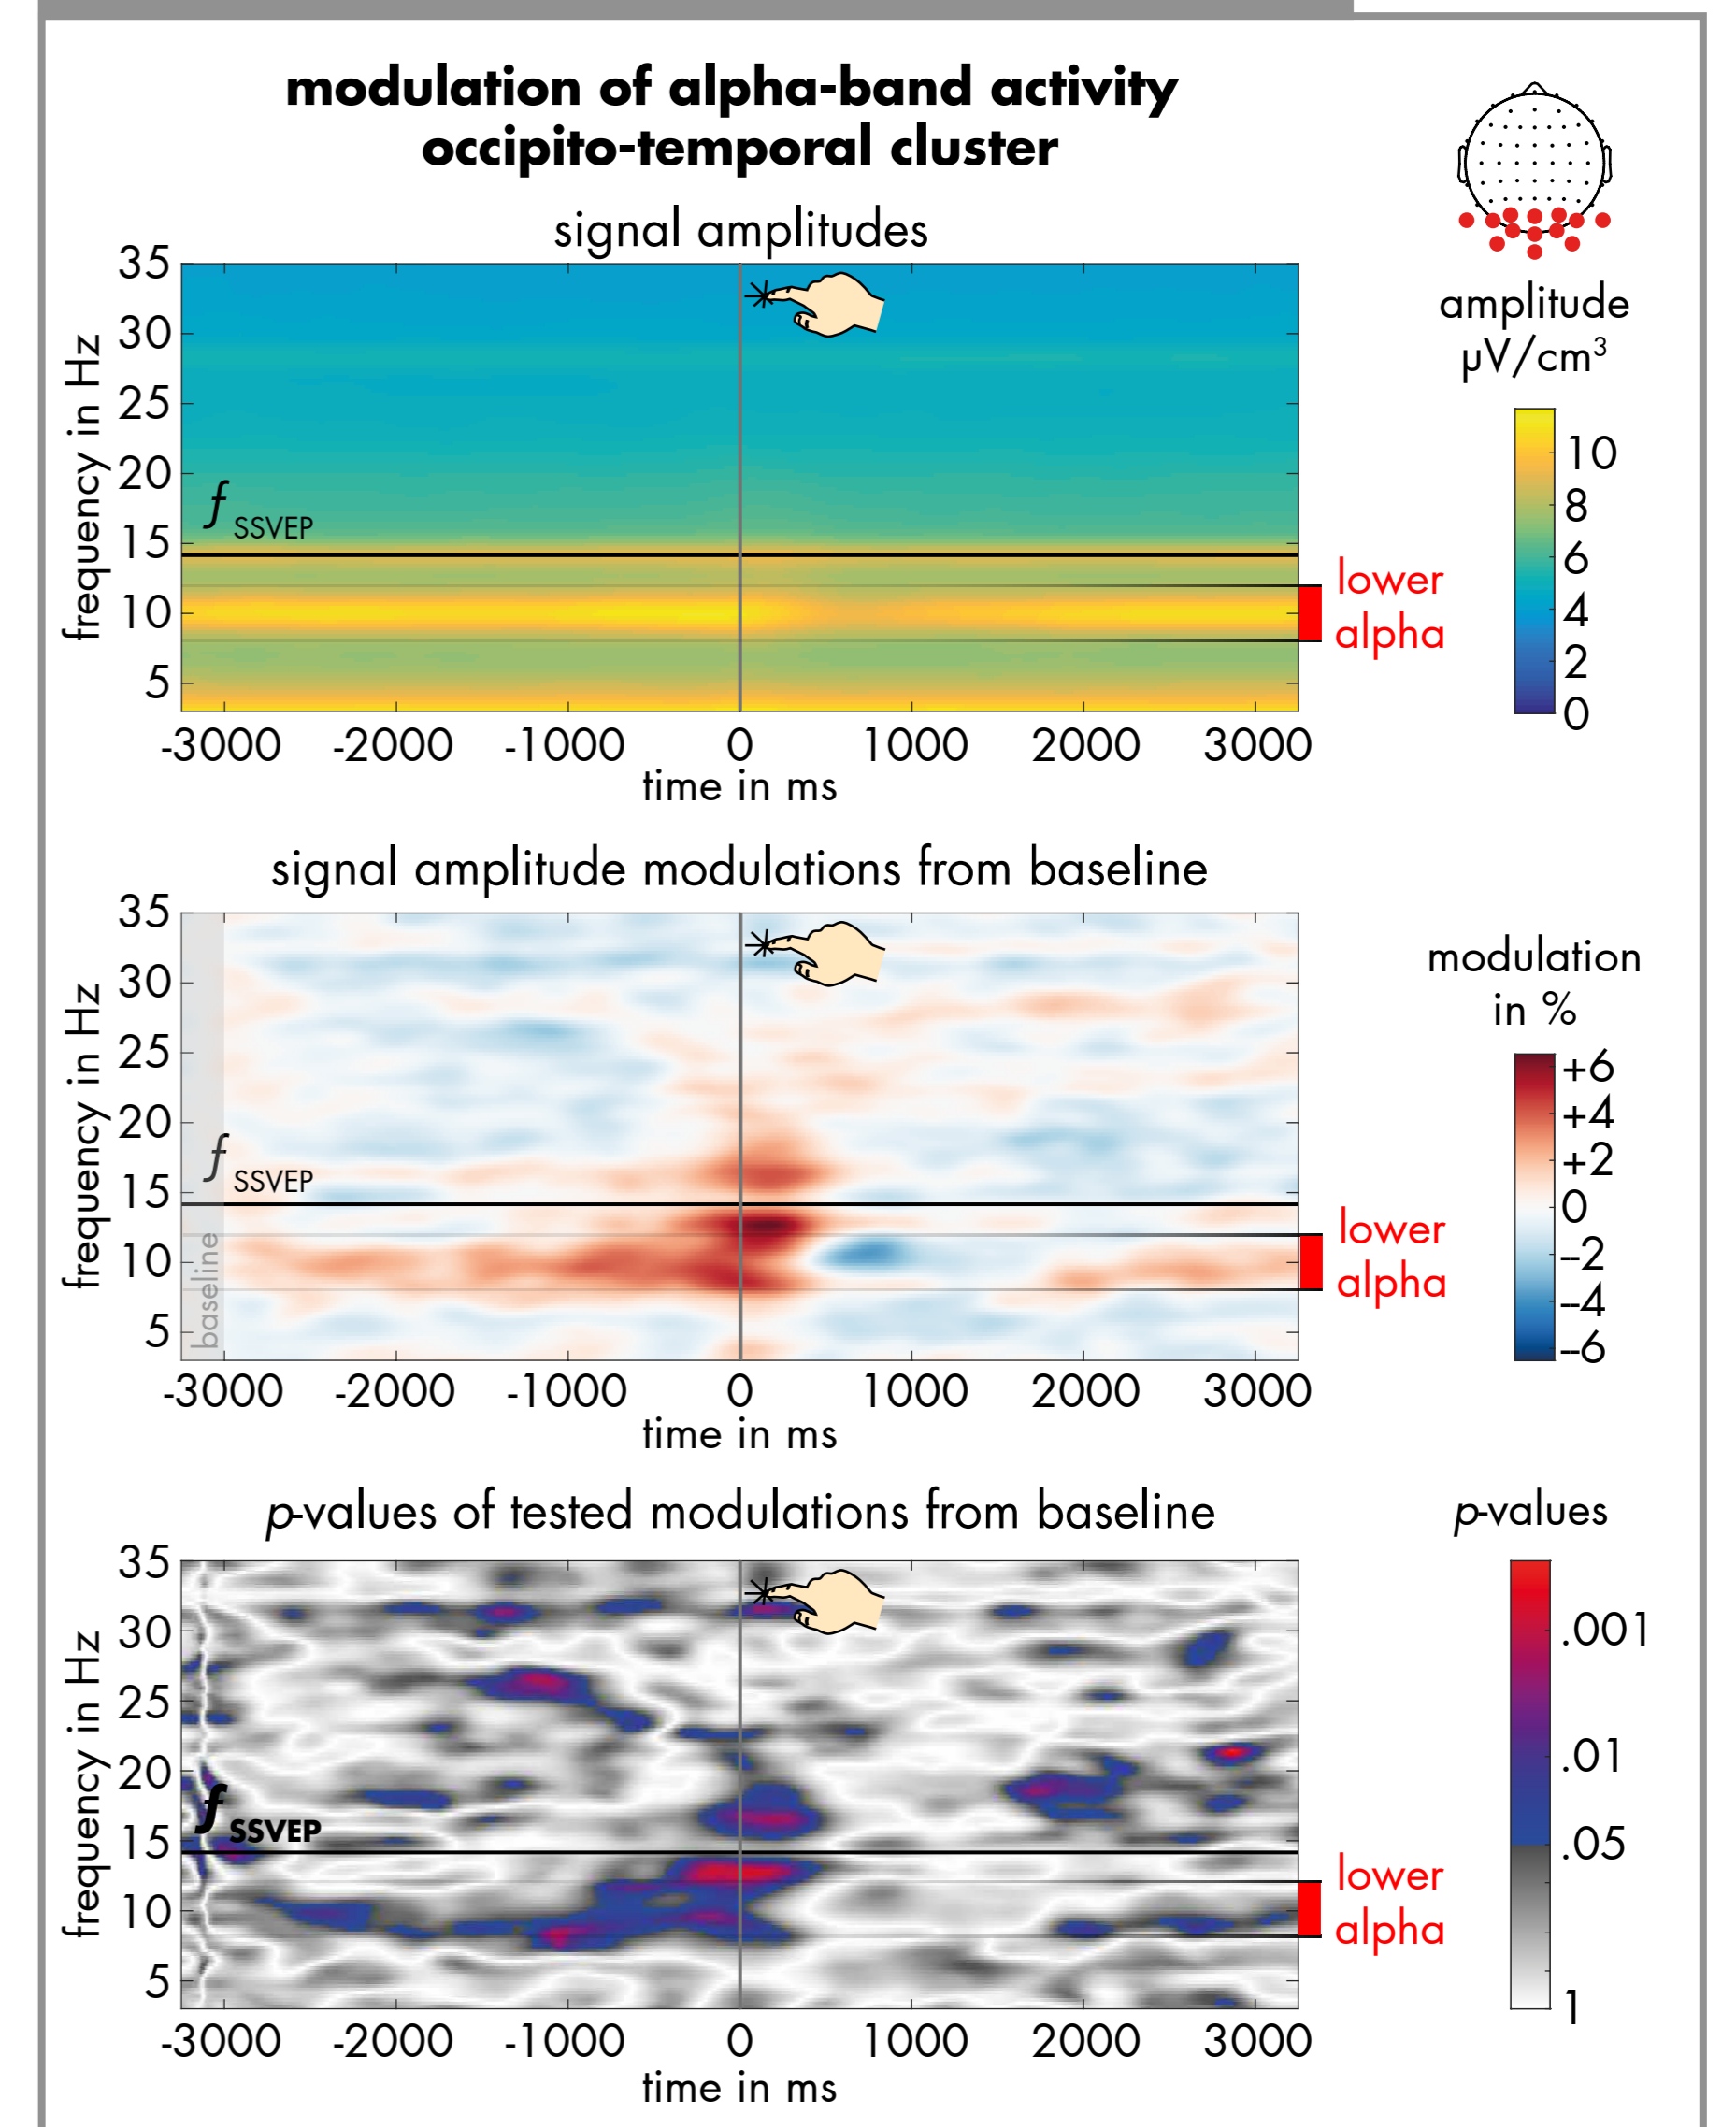 modulation of alpha-band activity
occipito-temporal cluster
signal amplitudes
35
30
25
20
15
10
5
frequency in Hz
f SSVEP
lower
alpha
-3000 -2000 -1000 0 1000 2000 3000
time in ms
amplitude
µV/cm³
10
8
6
4
2
0
signal amplitude modulations from baseline
35
30
25
20
15
10
5
frequency in Hz
f SSVEP
baseline
lower
alpha
-3000 -2000 -1000 0 1000 2000 3000
time in ms
modulation
in %
+6
+4
+2
0
–2
–4
–6
p-values of tested modulations from baseline
35
30
25
20
15
10
5
frequency in Hz
f SSVEP
lower
alpha
-3000 -2000 -1000 0 1000 2000 3000
time in ms
p-values
.001
.01
.05
1